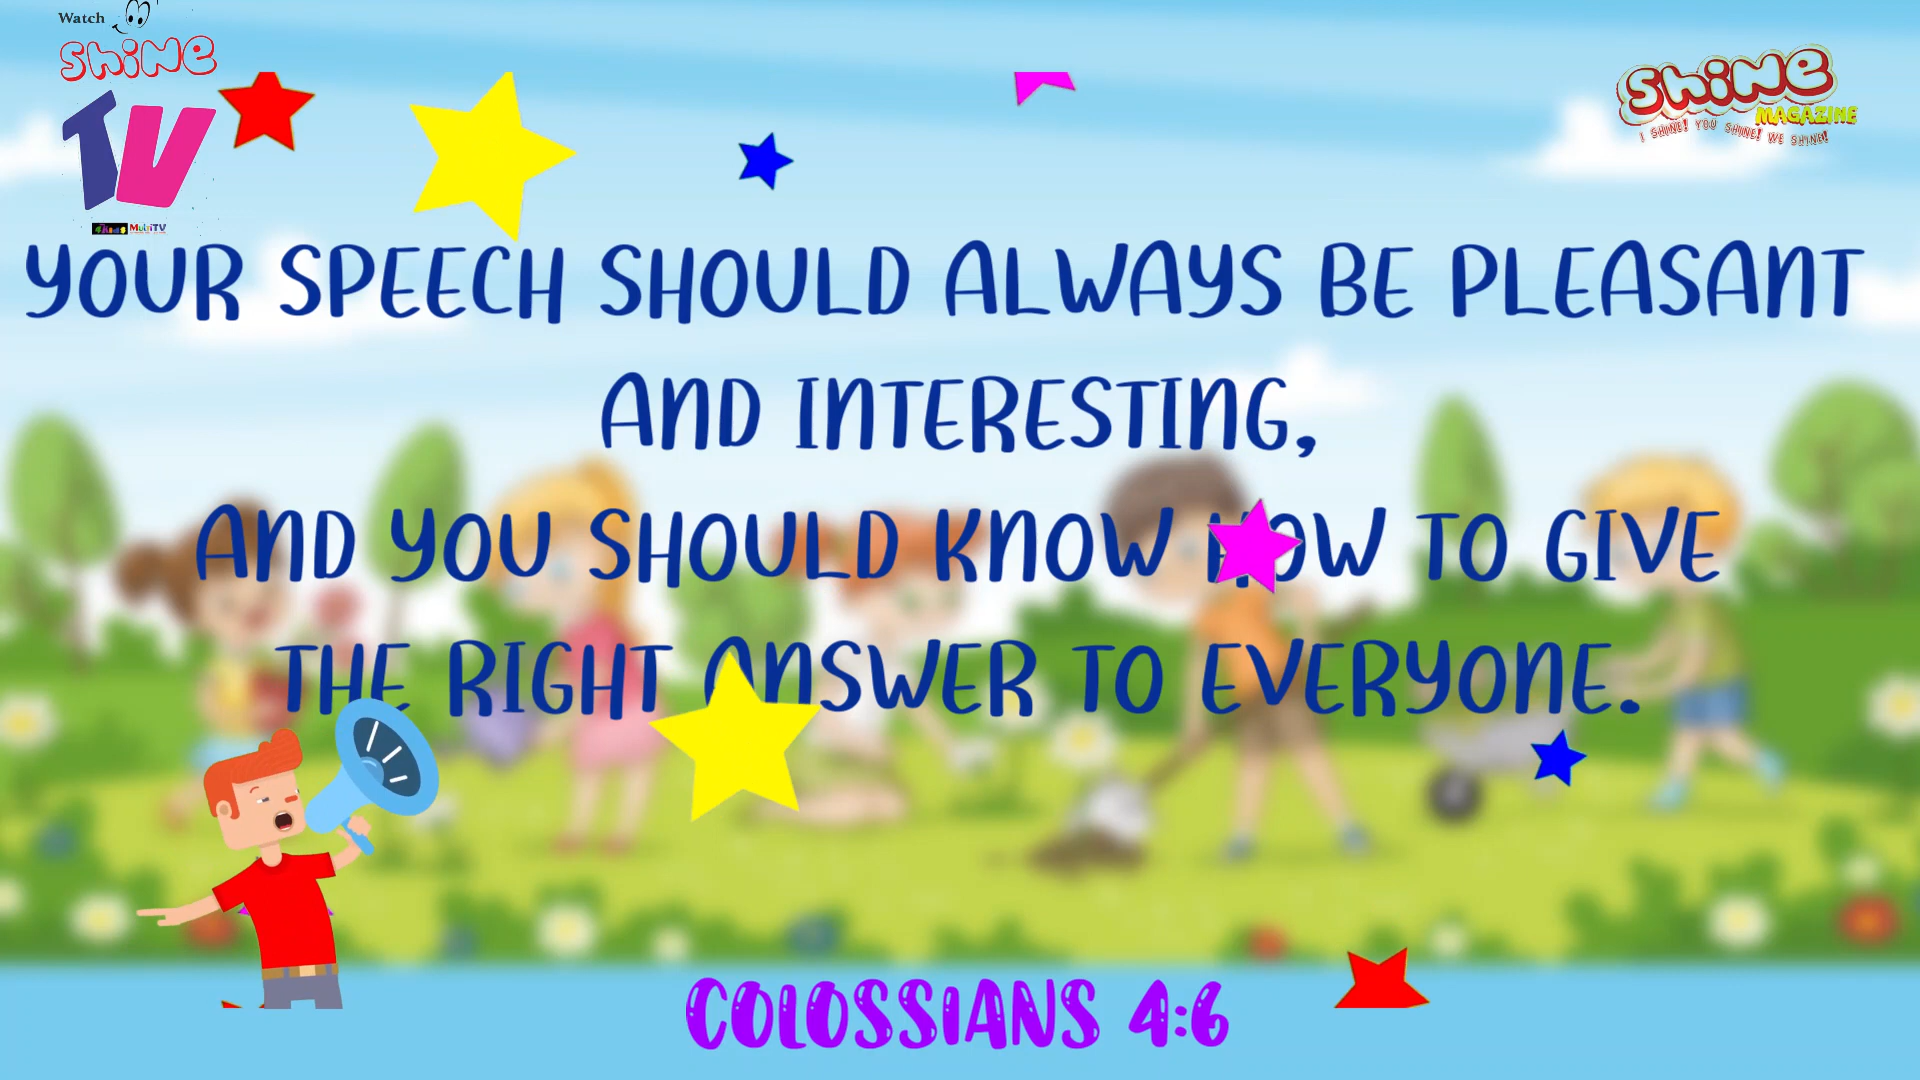 Watch
SHINE
TV
MultiTV
SHINE
MAGAZINE
I SHINE! YOU SHINE! WE SHINE!
YOUR SPEECH SHOULD ALWAYS BE PLEASANT
AND INTERESTING,
AND YOU SHOULD KNOW HOW TO GIVE
THE RIGHT ANSWER TO EVERYONE.
COLOSSIANS 4:6